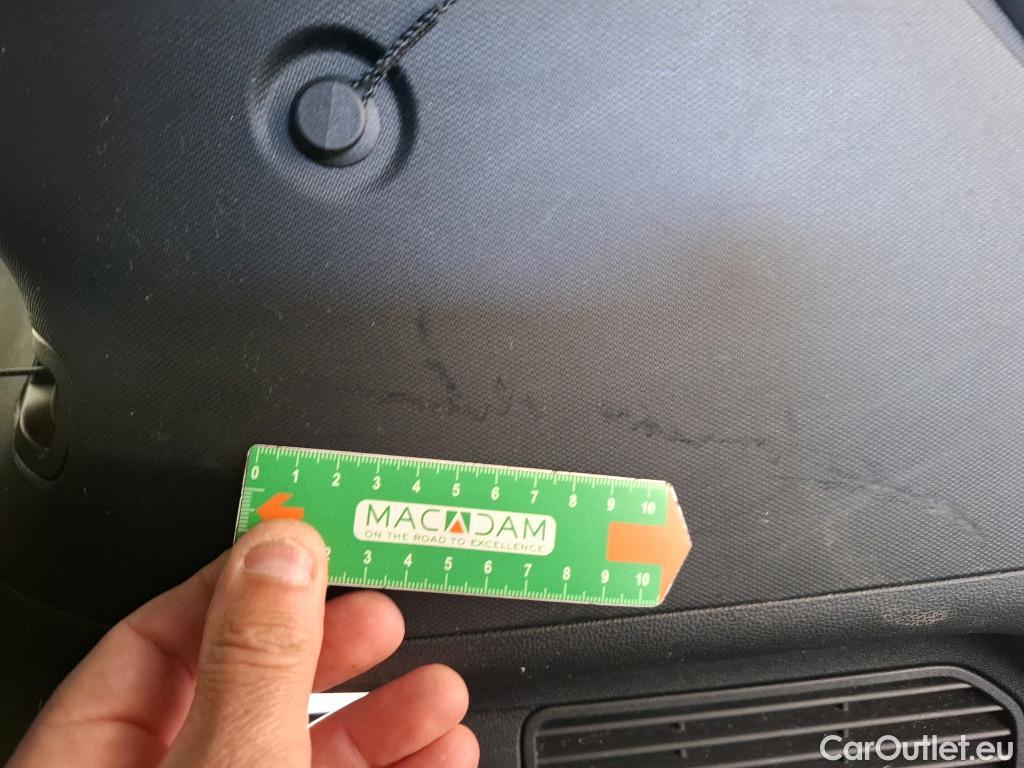 0 1 2 3 4 5 6 7 8 9 10
MACADAM
ON THE ROAD TO EXCELLENCE
2 3 4 5 6 7 8 9 10
CarOutlet.eu